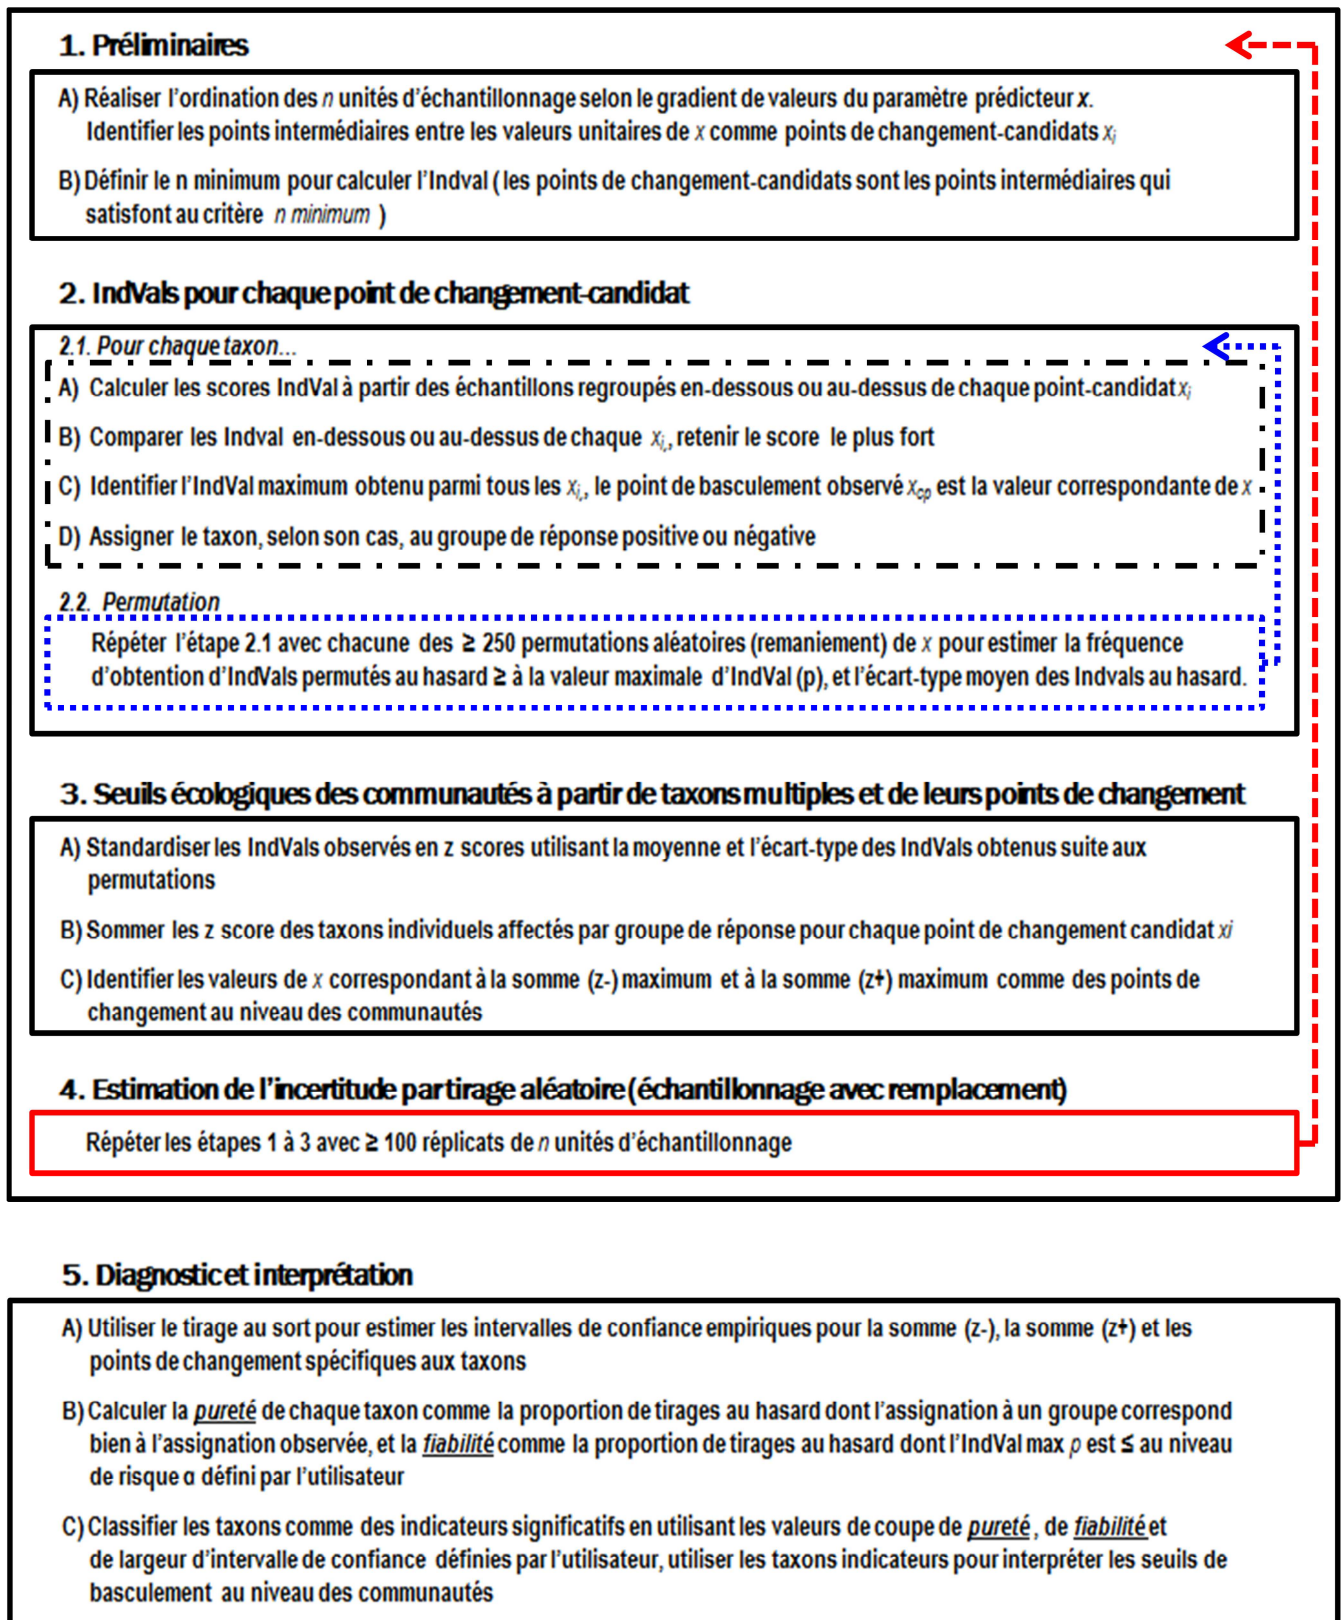 1. Préliminaires
A) Réaliser l'ordination des n unités d'échantillonnage selon le gradient de valeurs du paramètre prédicteur x.
Identifier les points intermédiaires entre les valeurs unitaires de x comme points de changement-candidats xi
B) Définir le n minimum pour calculer l'Indval ( les points de changement-candidats sont les points intermédiaires qui
satisfont au critère n minimum )
2. IndVals pour chaque point de changement-candidat
2.1. Pour chaque taxon...
A) Calculer les scores IndVal à partir des échantillons regroupés en-dessous ou au-dessus de chaque point-candidat xi
B) Comparer les Indval en-dessous ou au-dessus de chaque xi,, retenir le score le plus fort
C) Identifier l'IndVal maximum obtenu parmi tous les xi,, le point de basculement observé xcp est la valeur correspondante de x
D) Assigner le taxon, selon son cas, au groupe de réponse positive ou négative
2.2. Permutation
Répéter l'étape 2.1 avec chacune des ≥ 250 permutations aléatoires (remaniement) de x pour estimer la fréquence
d'obtention d'IndVals permutés au hasard ≥ à la valeur maximale d'IndVal (p), et l'écart-type moyen des Indvals au hasard.
3. Seuils écologiques des communautés à partir de taxons multiples et de leurs points de changement
A) Standardiser les IndVals observés en z scores utilisant la moyenne et l'écart-type des IndVals obtenus suite aux
permutations
B) Sommer les z score des taxons individuels affectés par groupe de réponse pour chaque point de changement candidat xi
C) Identifier les valeurs de x correspondant à la somme (z-) maximum et à la somme (z+) maximum comme des points de
changement au niveau des communautés
4. Estimation de l'incertitude par tirage aléatoire (échantillonnage avec remplacement)
Répéter les étapes 1 à 3 avec ≥ 100 réplicats de n unités d'échantillonnage
5. Diagnostic et interprétation
A) Utiliser le tirage au sort pour estimer les intervalles de confiance empiriques pour la somme (z-), la somme (z+) et les
points de changement spécifiques aux taxons
B) Calculer la pureté de chaque taxon comme la proportion de tirages au hasard dont l'assignation à un groupe correspond
bien à l'assignation observée, et la fiabilité comme la proportion de tirages au hasard dont l'IndVal max p est ≤ au niveau
de risque α défini par l'utilisateur
C) Classifier les taxons comme des indicateurs significatifs en utilisant les valeurs de coupe de pureté , de fiabilité et
de largeur d'intervalle de confiance définies par l'utilisateur, utiliser les taxons indicateurs pour interpréter les seuils de
basculement au niveau des communautés